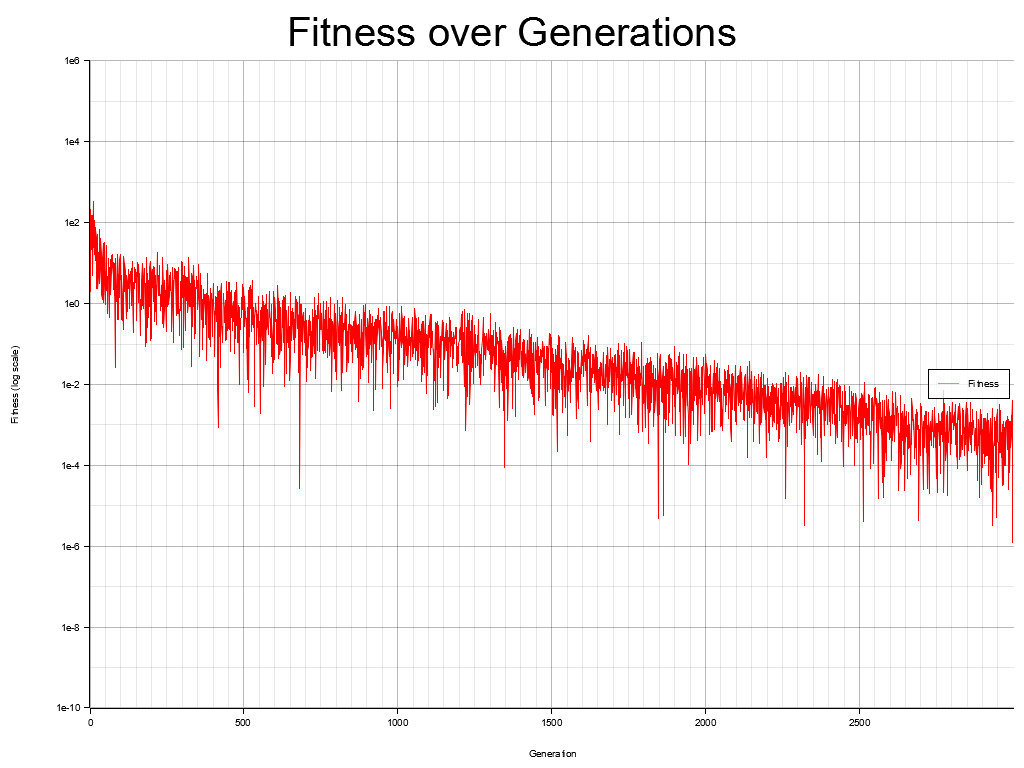 Fitness over Generations
1e6
1e4
1e2
1e0
1e-2
1e-4
1e-6
1e-8
1e-10
Fitness (log scale)
Fitness
0 500 1000 1500 2000 2500
Generation